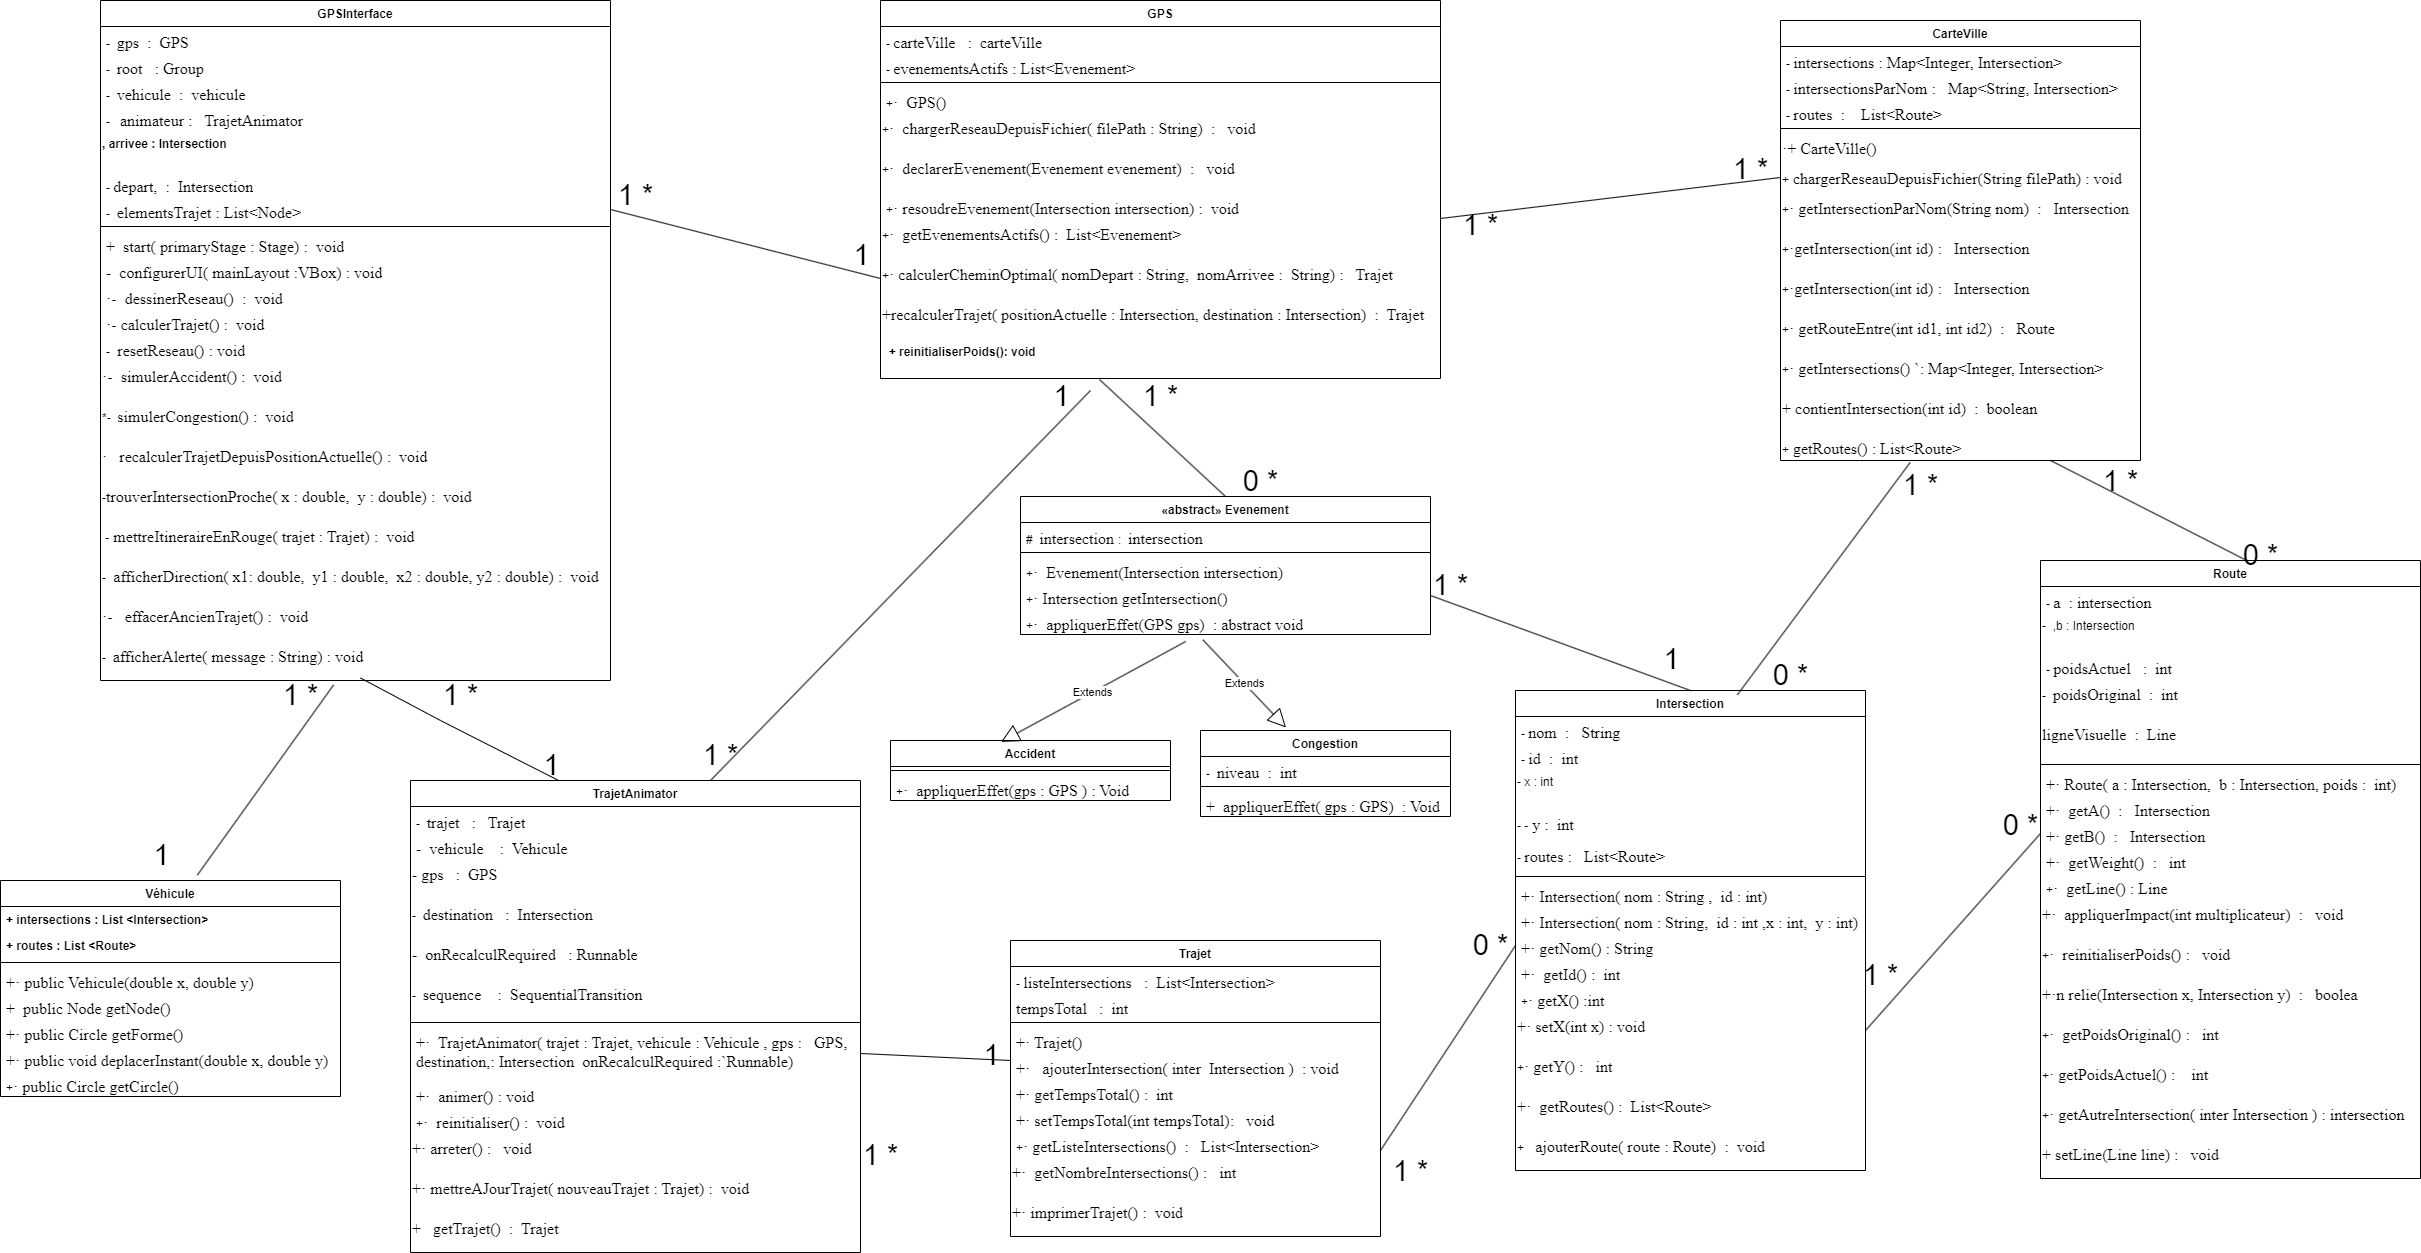 GPSInterface
- gps : GPS
- root : Group
- vehicule : vehicule
- animateur : TrajetAnimator
, arrivee : Intersection
- depart, : Intersection
- elementsTrajet : List<Node>
+ start( primaryStage : Stage) : void
- configurerUI( mainLayout :VBox) : void
·- dessinerReseau() : void
·- calculerTrajet() : void
- resetReseau() : void
·- simulerAccident() : void
*- simulerCongestion() : void
· recalculerTrajetDepuisPositionActuelle() : void
-trouverIntersectionProche( x : double, y : double) : void
- mettreItineraireEnRouge( trajet : Trajet) : void
- afficherDirection( x1: double, y1 : double, x2 : double, y2 : double) : void
·- effacerAncienTrajet() : void
- afficherAlerte( message : String) : void
1 *
1
GPS
- carteVille : carteVille
- evenementsActifs : List<Evenement>
+· GPS()
+· chargerReseauDepuisFichier( filePath : String) : void
+· declarerEvenement(Evenement evenement) : void
+· resoudreEvenement(Intersection intersection) : void
+· getEvenementsActifs() : List<Evenement>
+· calculerCheminOptimal( nomDepart : String, nomArrivee : String) : Trajet
+recalculerTrajet( positionActuelle : Intersection, destination : Intersection) : Trajet
+ reinitialiserPoids(): void
1 *
1 *
CarteVille
- intersections : Map<Integer, Intersection>
- intersectionsParNom : Map<String, Intersection>
- routes : List<Route>
·+ CarteVille()
+ chargerReseauDepuisFichier(String filePath) : void
+· getIntersectionParNom(String nom) : Intersection
+· getIntersection(int id) : Intersection
+· getIntersection(int id) : Intersection
+· getRouteEntre(int id1, int id2) : Route
+· getIntersections() `: Map<Integer, Intersection>
+ contientIntersection(int id) : boolean
+ getRoutes() : List<Route>
1
1 *
0 *
1 *
1 *
0 *
«abstract» Evenement
# intersection : intersection
+· Evenement(Intersection intersection)
+· Intersection getIntersection()
+· appliquerEffet(GPS gps) : abstract void
1 *
1
0 *
Extends
Extends
Accident
+· appliquerEffet(gps : GPS ) : Void
Congestion
- niveau : int
+ appliquerEffet( gps : GPS) : Void
1 *
1 *
1
1
1 *
Véhicule
+ intersections : List <Intersection>
+ routes : List <Route>
+· public Vehicule(double x, double y)
+ public Node getNode()
+· public Circle getForme()
+· public void deplacerInstant(double x, double y)
+· public Circle getCircle()
TrajetAnimator
- trajet : Trajet
- vehicule : Vehicule
- gps : GPS
- destination : Intersection
- onRecalculRequired : Runnable
- sequence : SequentialTransition
+· TrajetAnimator( trajet : Trajet, vehicule : Vehicule , gps : GPS,
destination,: Intersection onRecalculRequired :`Runnable)
+· animer() : void
+· reinitialiser() : void
+· arreter() : void
+· mettreAJourTrajet( nouveauTrajet : Trajet) : void
+ getTrajet() : Trajet
1
1 *
Trajet
- listeIntersections : List<Intersection>
tempsTotal : int
+· Trajet()
+· ajouterIntersection( inter Intersection ) : void
+· getTempsTotal() : int
+· setTempsTotal(int tempsTotal): void
+· getListeIntersections() : List<Intersection>
+· getNombreIntersections() : int
+· imprimerTrajet() : void
0 *
1 *
Intersection
- nom : String
- id : int
- x : int
- - y : int
- routes : List<Route>
+· Intersection( nom : String , id : int)
+· Intersection( nom : String, id : int ,x : int, y : int)
+· getNom() : String
+· getId() : int
+· getX() :int
+· setX(int x) : void
+· getY() : int
+· getRoutes() : List<Route>
+ ajouterRoute( route : Route) : void
0 *
1 *
Route
- a : intersection
- ,b : Intersection
- poidsActuel : int
- poidsOriginal : int
ligneVisuelle : Line
+· Route( a : Intersection, b : Intersection, poids : int)
+· getA() : Intersection
+· getB() : Intersection
+· getWeight() : int
+· getLine() : Line
+· appliquerImpact(int multiplicateur) : void
+· reinitialiserPoids() : void
+·n relie(Intersection x, Intersection y) : boolea
+· getPoidsOriginal() : int
+· getPoidsActuel() : int
+· getAutreIntersection( inter Intersection ) : intersection
+ setLine(Line line) : void